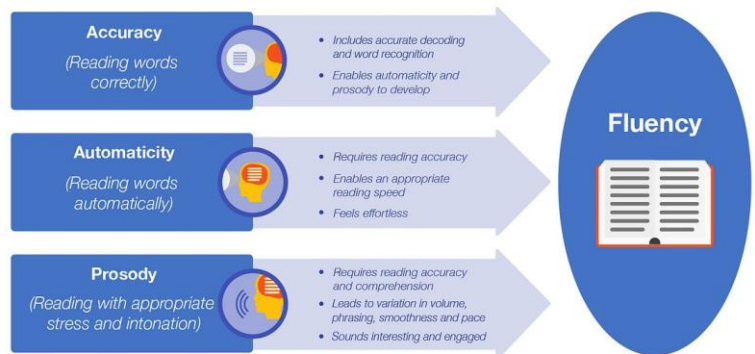 Accuracy
(Reading words
correctly)
• Includes accurate decoding
and word recognition
• Enables automaticity and
prosody to develop
Automaticity
(Reading words
automatically)
• Requires reading accuracy
• Enables an appropriate
reading speed
• Feels effortless
Prosody
(Reading with appropriate
stress and intonation)
• Requires reading accuracy
and comprehension
• Leads to variation in volume,
phrasing, smoothness and pace
• Sounds interesting and engaged
Fluency